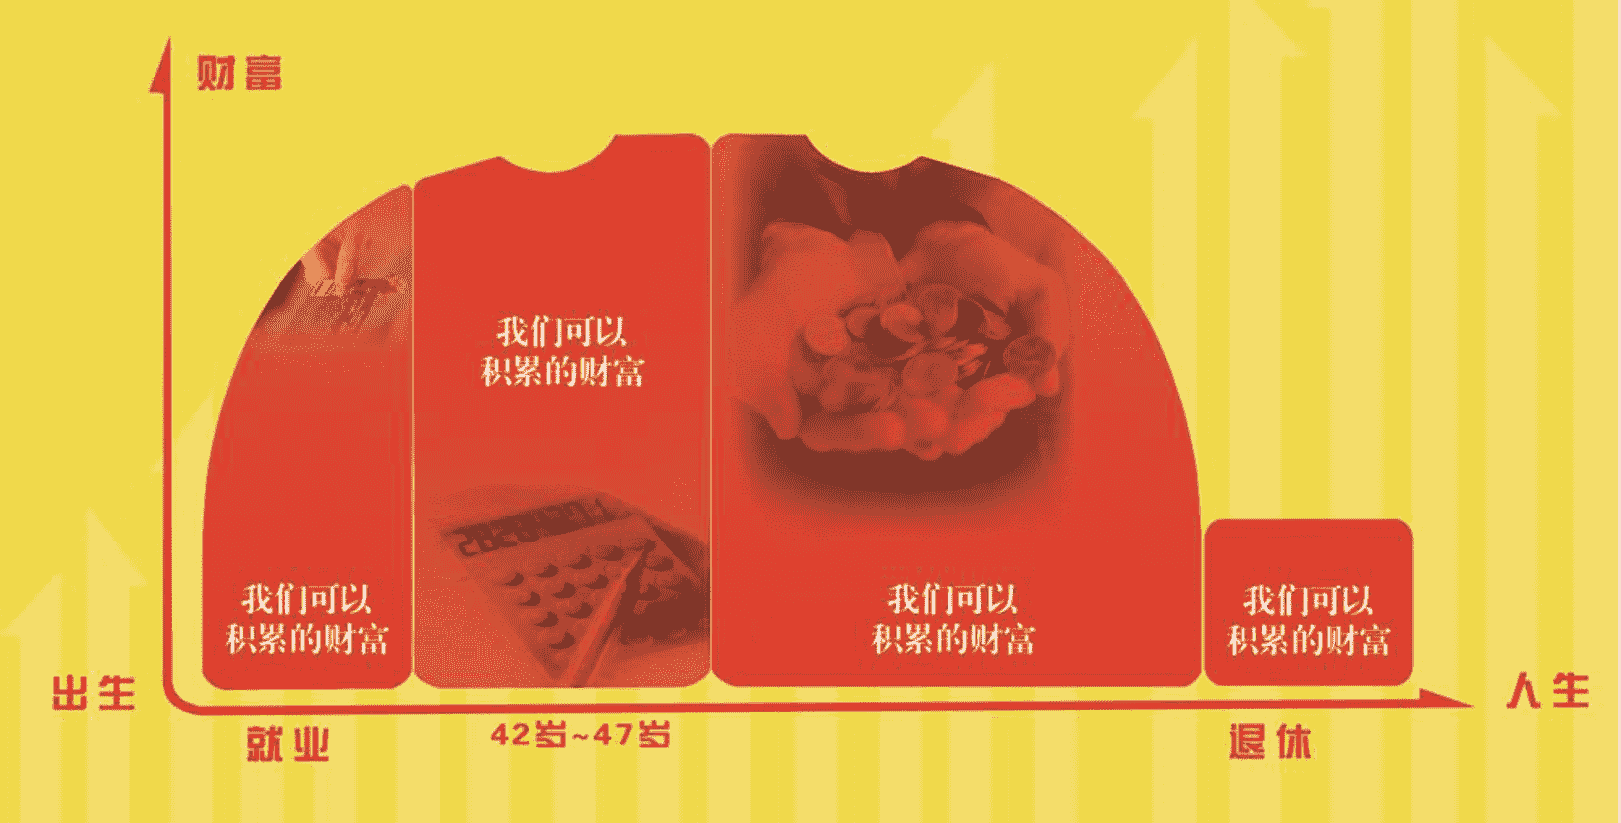 财富
我们可以
积累的财富
我们可以
积累的财富
我们可以
积累的财富
我们可以
积累的财富
出生
人生
就业
42岁~47岁
退休